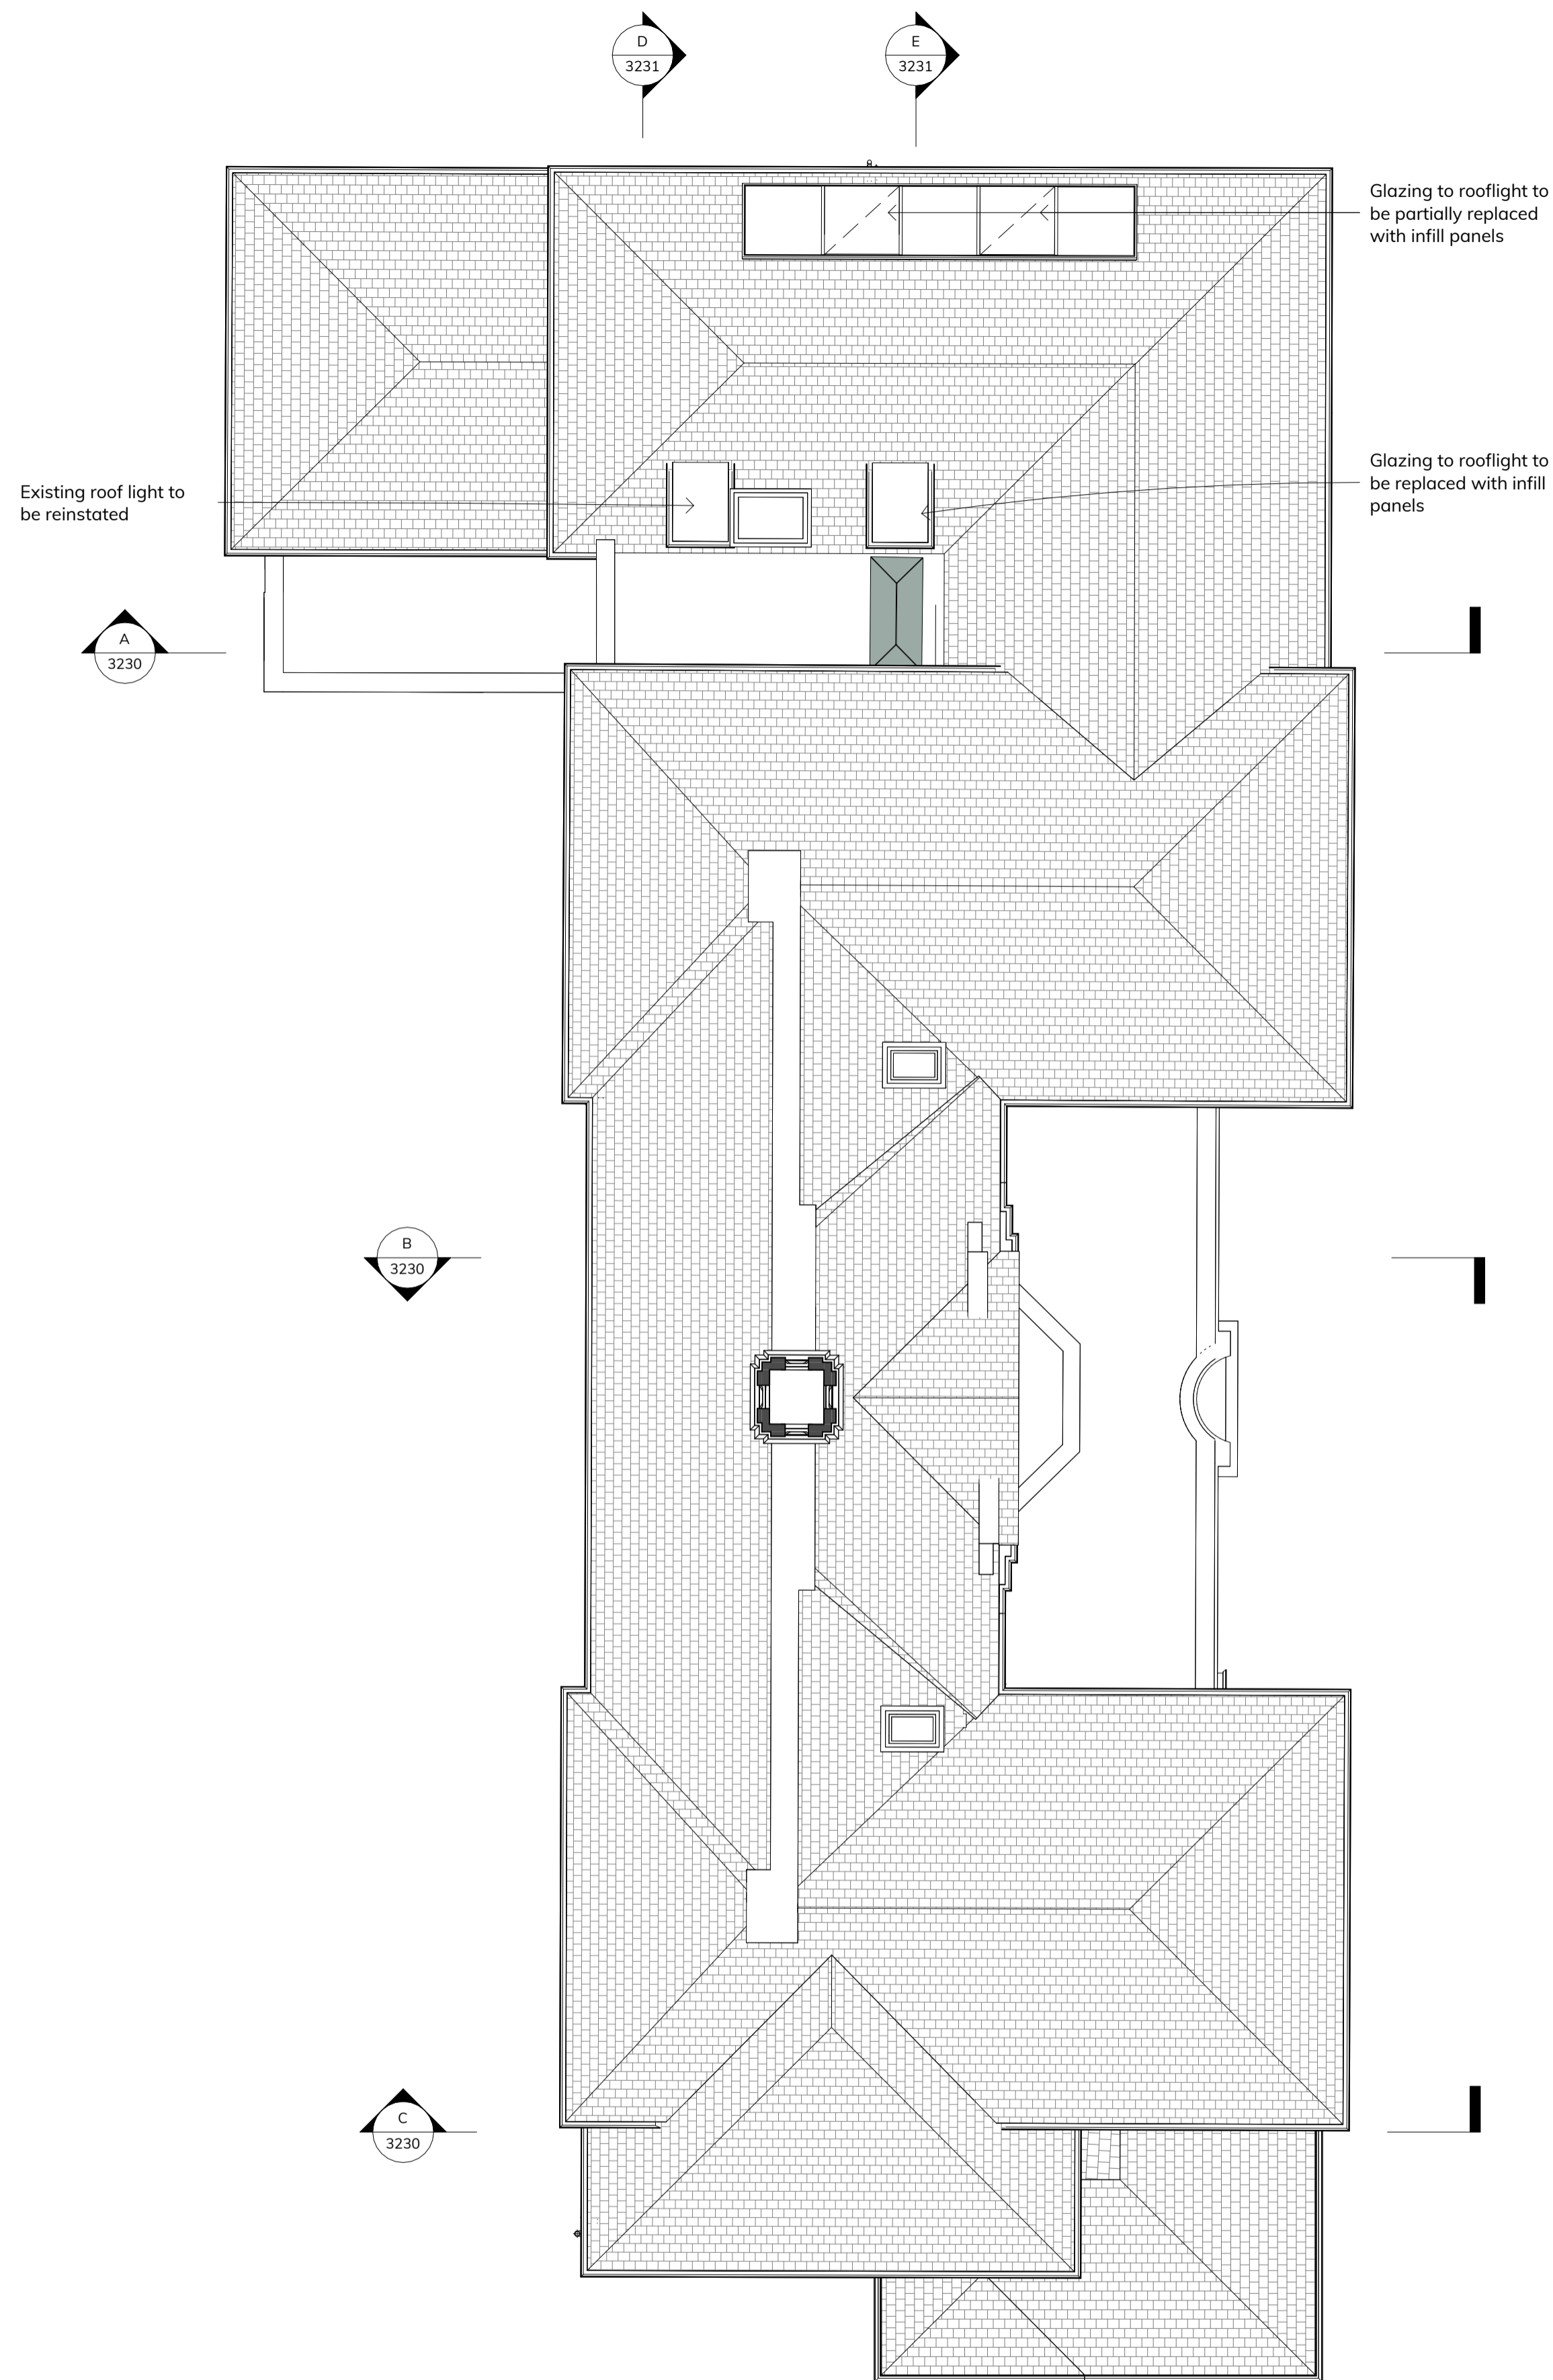 D
3231
E
3231
Glazing to rooflight to
be partially replaced
with infill panels
Glazing to rooflight to
be replaced with infill
panels
Existing roof light to
be reinstated
A
3230
B
3230
C
3230